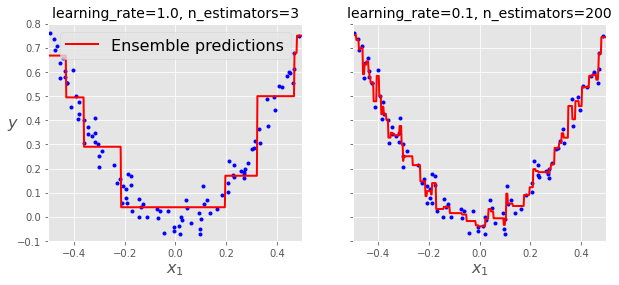 learning_rate=1.0, n_estimators=3
0.8
0.7
0.6
0.5
0.4
0.3
0.2
0.1
0.0
−0.1
y
Ensemble predictions
−0.4 −0.2 0.0 0.2 0.4
x₁
learning_rate=0.1, n_estimators=200
−0.4 −0.2 0.0 0.2 0.4
x₁